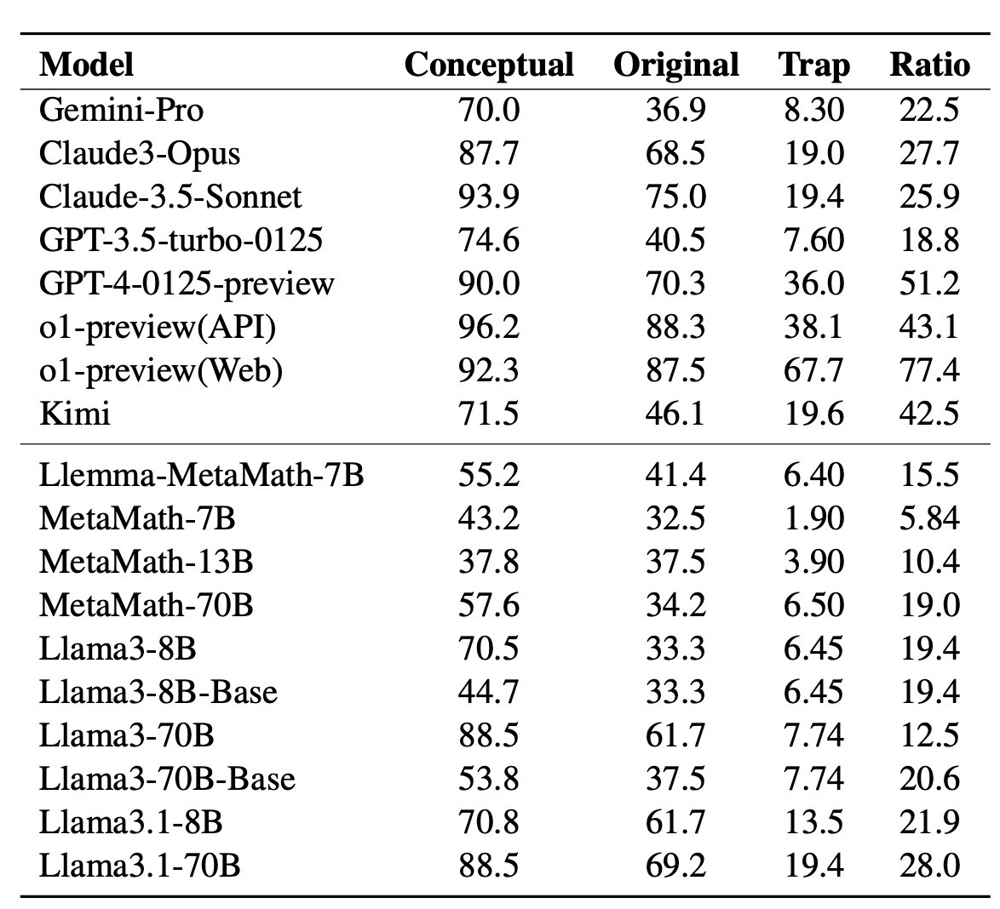 Model Conceptual Original Trap Ratio
Gemini-Pro 70.0 36.9 8.30 22.5
Claude3-Opus 87.7 68.5 19.0 27.7
Claude-3.5-Sonnet 93.9 75.0 19.4 25.9
GPT-3.5-turbo-0125 74.6 40.5 7.60 18.8
GPT-4-0125-preview 90.0 70.3 36.0 51.2
o1-preview(API) 96.2 88.3 38.1 43.1
o1-preview(Web) 92.3 87.5 67.7 77.4
Kimi 71.5 46.1 19.6 42.5
Llemma-MetaMath-7B 55.2 41.4 6.40 15.5
MetaMath-7B 43.2 32.5 1.90 5.84
MetaMath-13B 37.8 37.5 3.90 10.4
MetaMath-70B 57.6 34.2 6.50 19.0
Llama3-8B 70.5 33.3 6.45 19.4
Llama3-8B-Base 44.7 33.3 6.45 19.4
Llama3-70B 88.5 61.7 7.74 12.5
Llama3-70B-Base 53.8 37.5 7.74 20.6
Llama3.1-8B 70.8 61.7 13.5 21.9
Llama3.1-70B 88.5 69.2 19.4 28.0